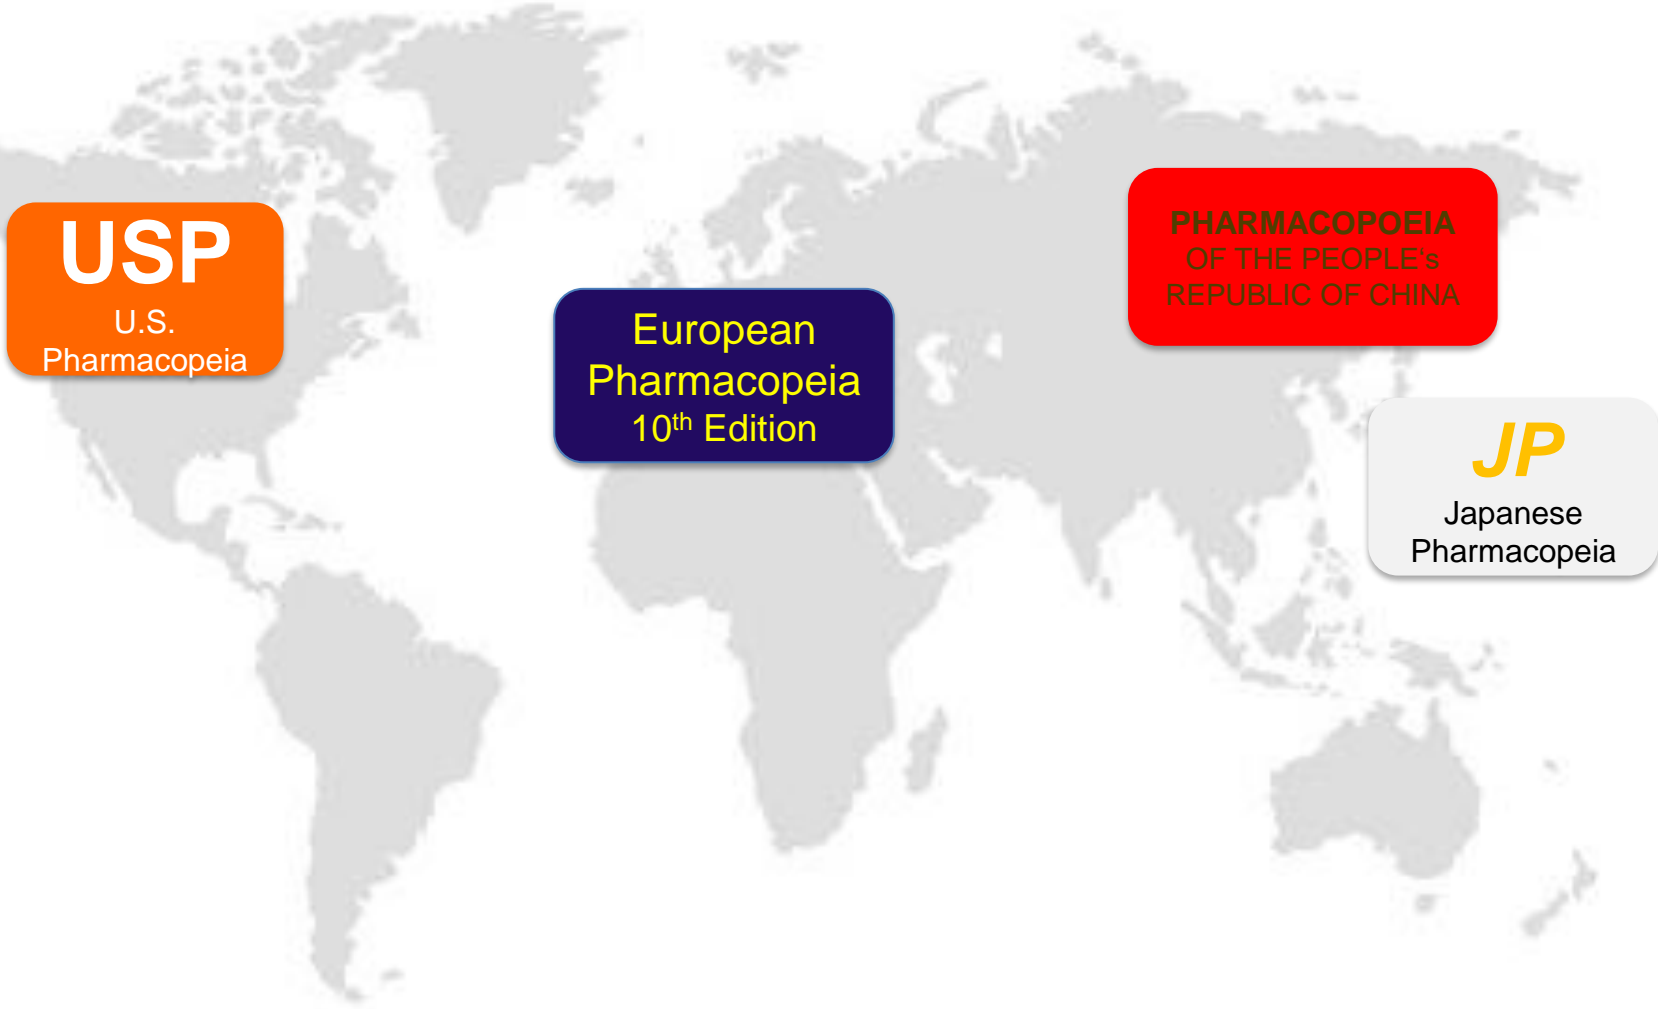 USP
U.S.
Pharmacopeia
European
Pharmacopeia
10th Edition
PHARMACOPOEIA
OF THE PEOPLE‘s
REPUBLIC OF CHINA
JP
Japanese
Pharmacopeia